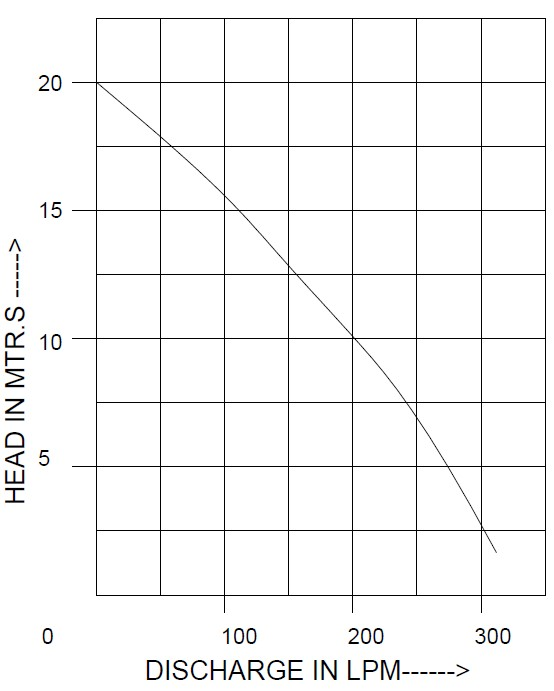 20
15
10
5
HEAD IN MTR.S ----->
0 100 200 300
DISCHARGE IN LPM------>